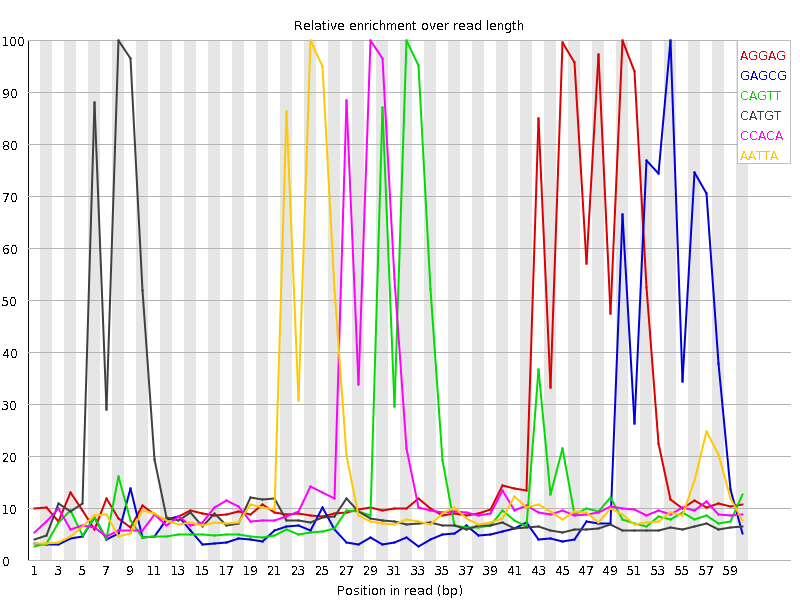 Relative enrichment over read length
100
90
80
70
60
50
40
30
20
10
0
AGGAG
GAGCG
CAGTT
CATGT
CCACA
AATTA
1 3 5 7 9 11 13 15 17 19 21 23 25 27 29 31 33 35 37 39 41 43 45 47 49 51 53 55 57 59
Position in read (bp)